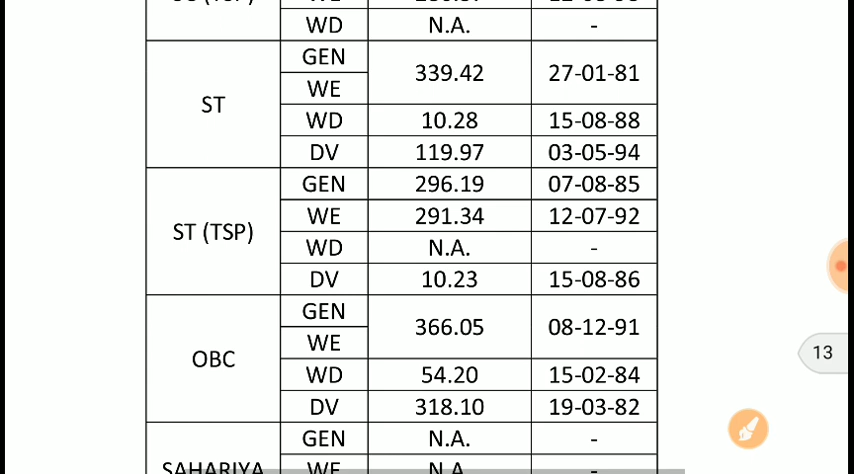 WD N.A. -
GEN
339.42 27-01-81
WE
ST
WD 10.28 15-08-88
DV 119.97 03-05-94
GEN 296.19 07-08-85
WE 291.34 12-07-92
ST (TSP)
WD N.A. -
DV 10.23 15-08-86
GEN
366.05 08-12-91
WE
OBC
WD 54.20 15-02-84
DV 318.10 19-03-82
GEN N.A. -
SAHARIYA WE N.A. -
13